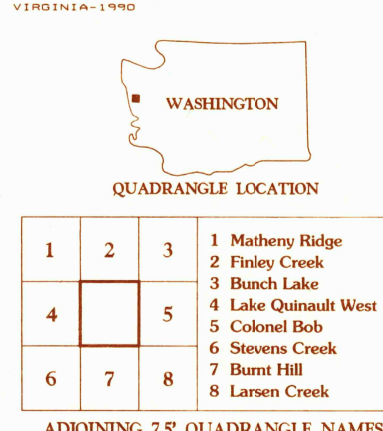 VIRGINIA-1990
WASHINGTON
QUADRANGLE LOCATION
1 2 3
4 5
6 7 8
1 Matheny Ridge
2 Finley Creek
3 Bunch Lake
4 Lake Quinault West
5 Colonel Bob
6 Stevens Creek
7 Burnt Hill
8 Larsen Creek
ADJOINING 7.5' QUADRANGLE NAMES